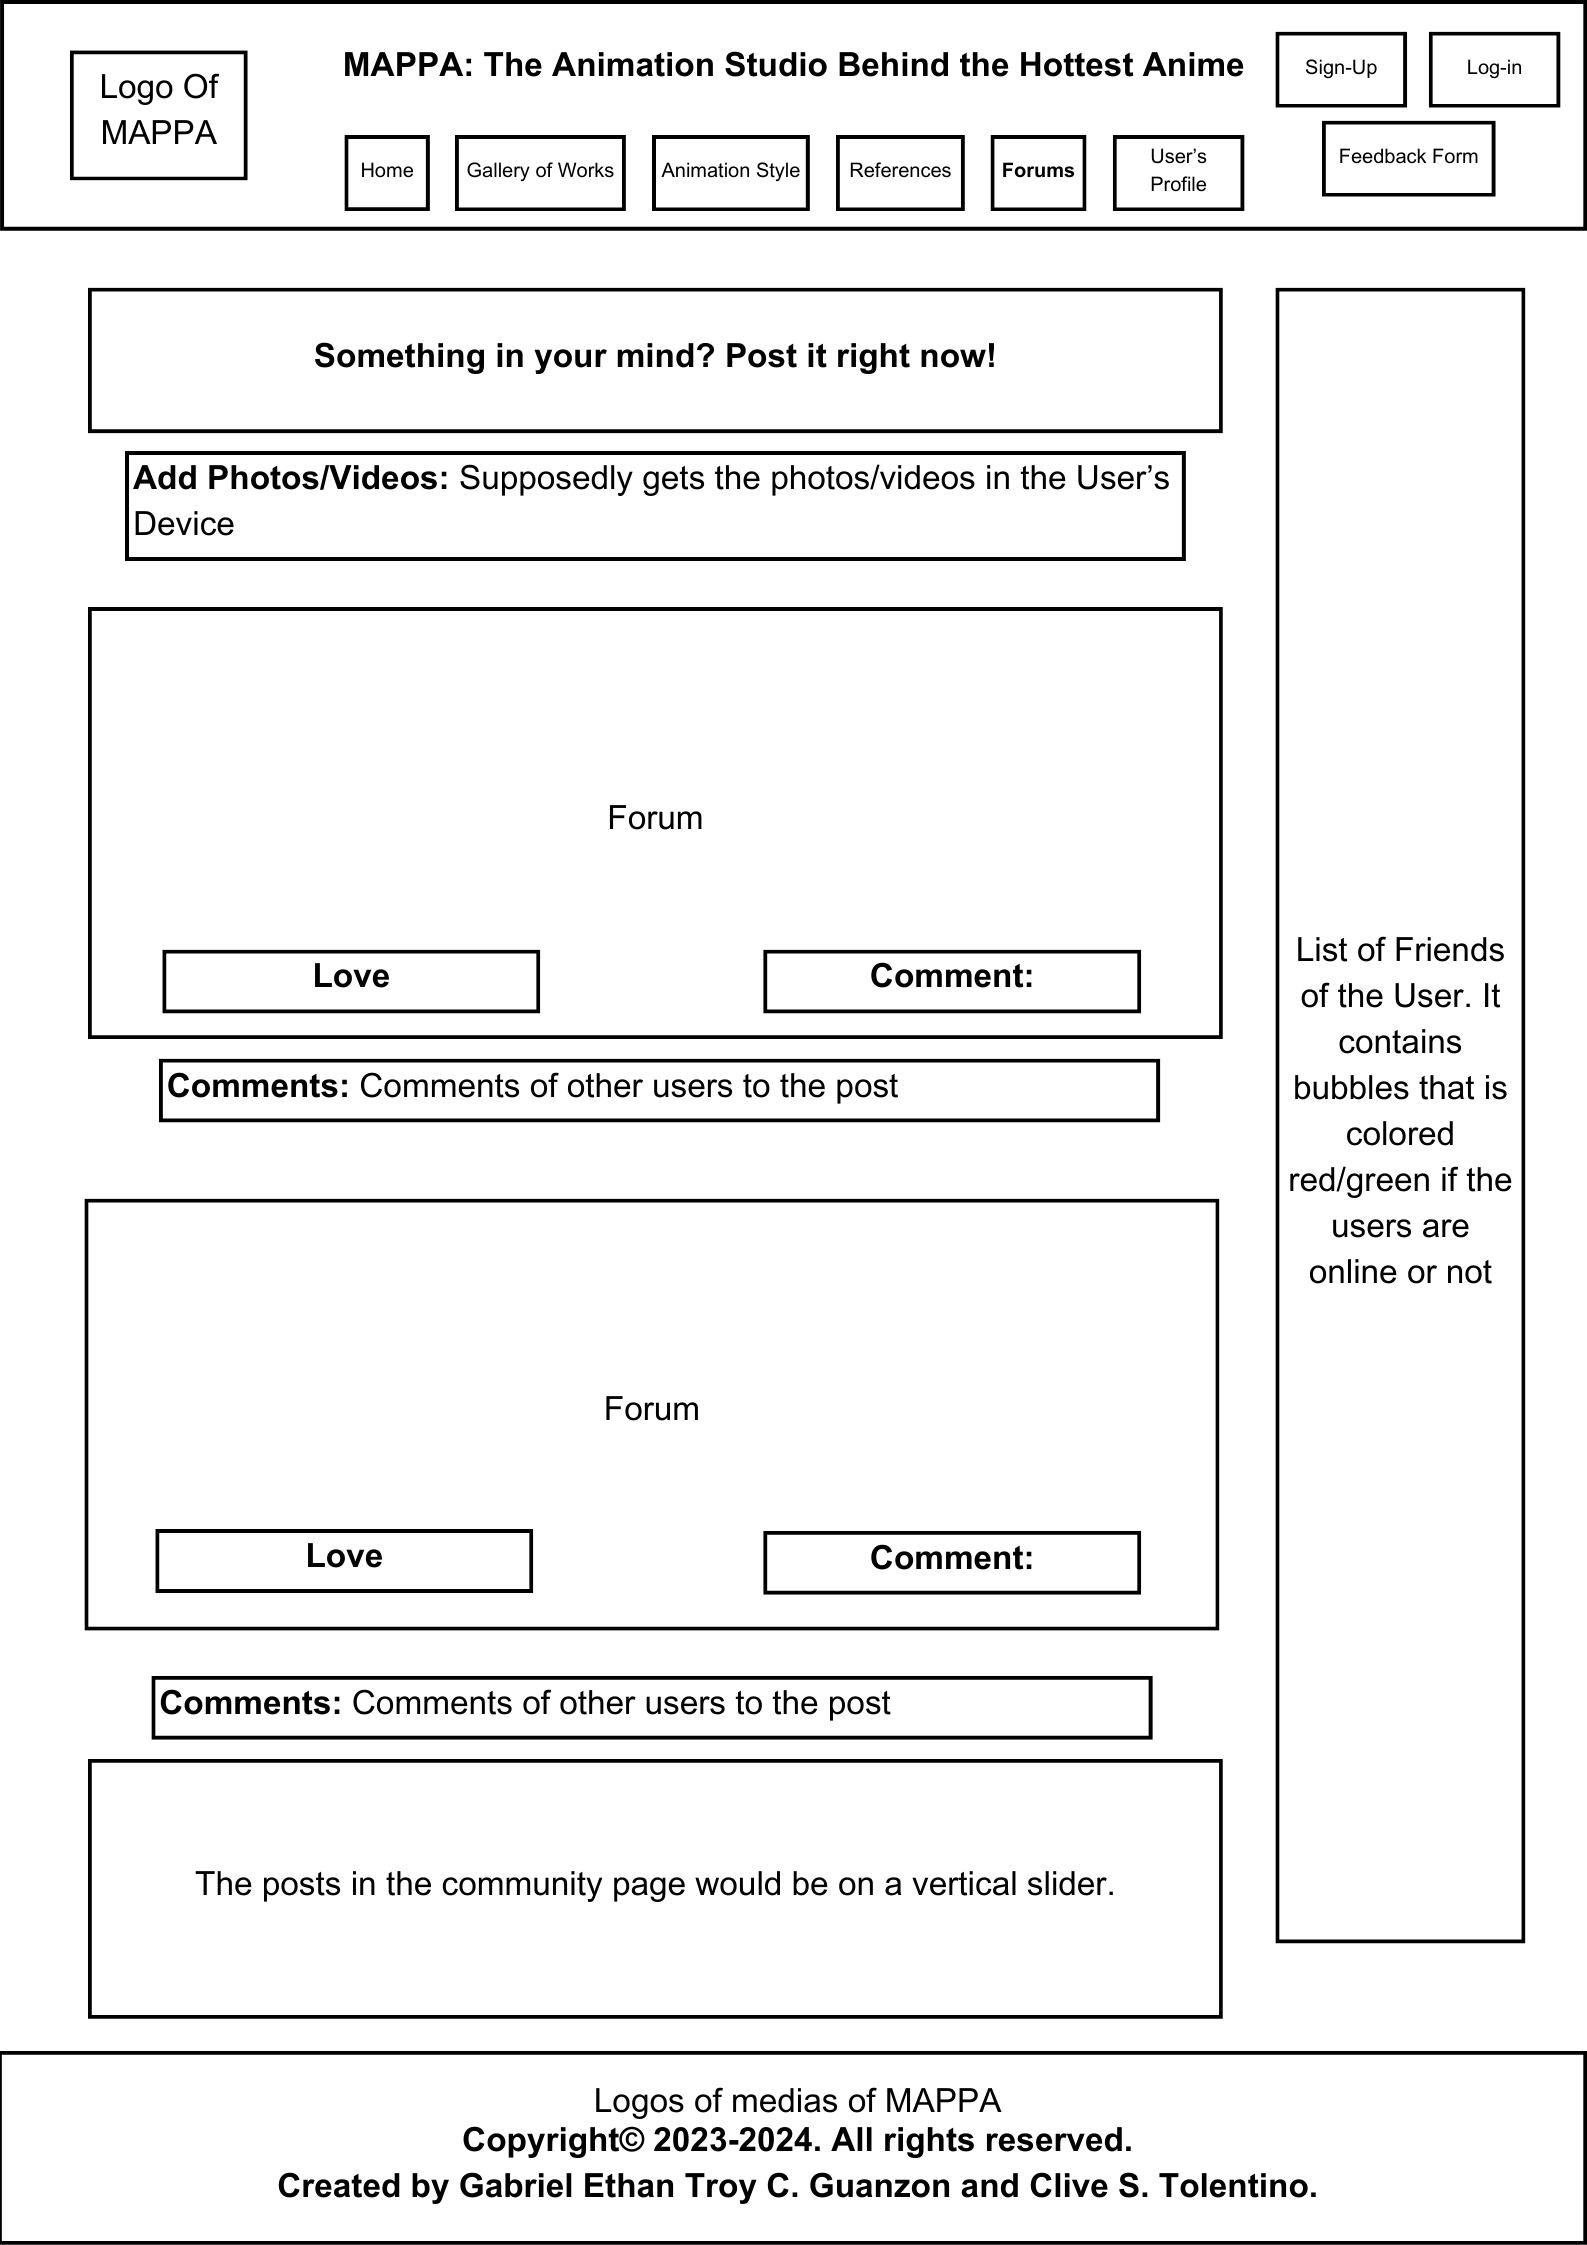 Logo Of
MAPPA
MAPPA: The Animation Studio Behind the Hottest Anime
Sign-Up
Log-in
Home
Gallery of Works
Animation Style
References
Forums
User’s
Profile
Feedback Form
Something in your mind? Post it right now!
Add Photos/Videos: Supposedly gets the photos/videos in the User’s
Device
Forum
Love
Comment:
Comments: Comments of other users to the post
Forum
Love
Comment:
Comments: Comments of other users to the post
The posts in the community page would be on a vertical slider.
List of Friends
of the User. It
contains
bubbles that is
colored
red/green if the
users are
online or not
Logos of medias of MAPPA
Copyright© 2023-2024. All rights reserved.
Created by Gabriel Ethan Troy C. Guanzon and Clive S. Tolentino.